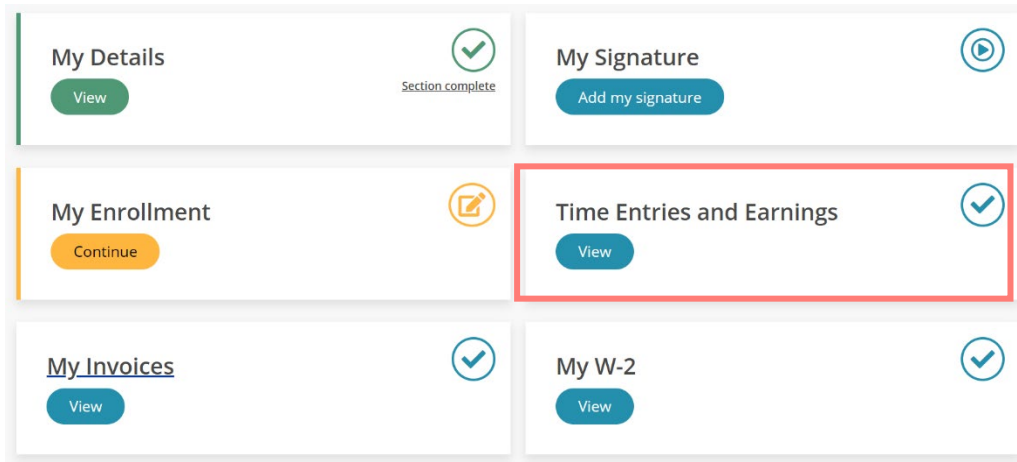 My Details
View
Section complete
My Signature
Add my signature
My Enrollment
Continue
Time Entries and Earnings
View
My Invoices
View
My W-2
View